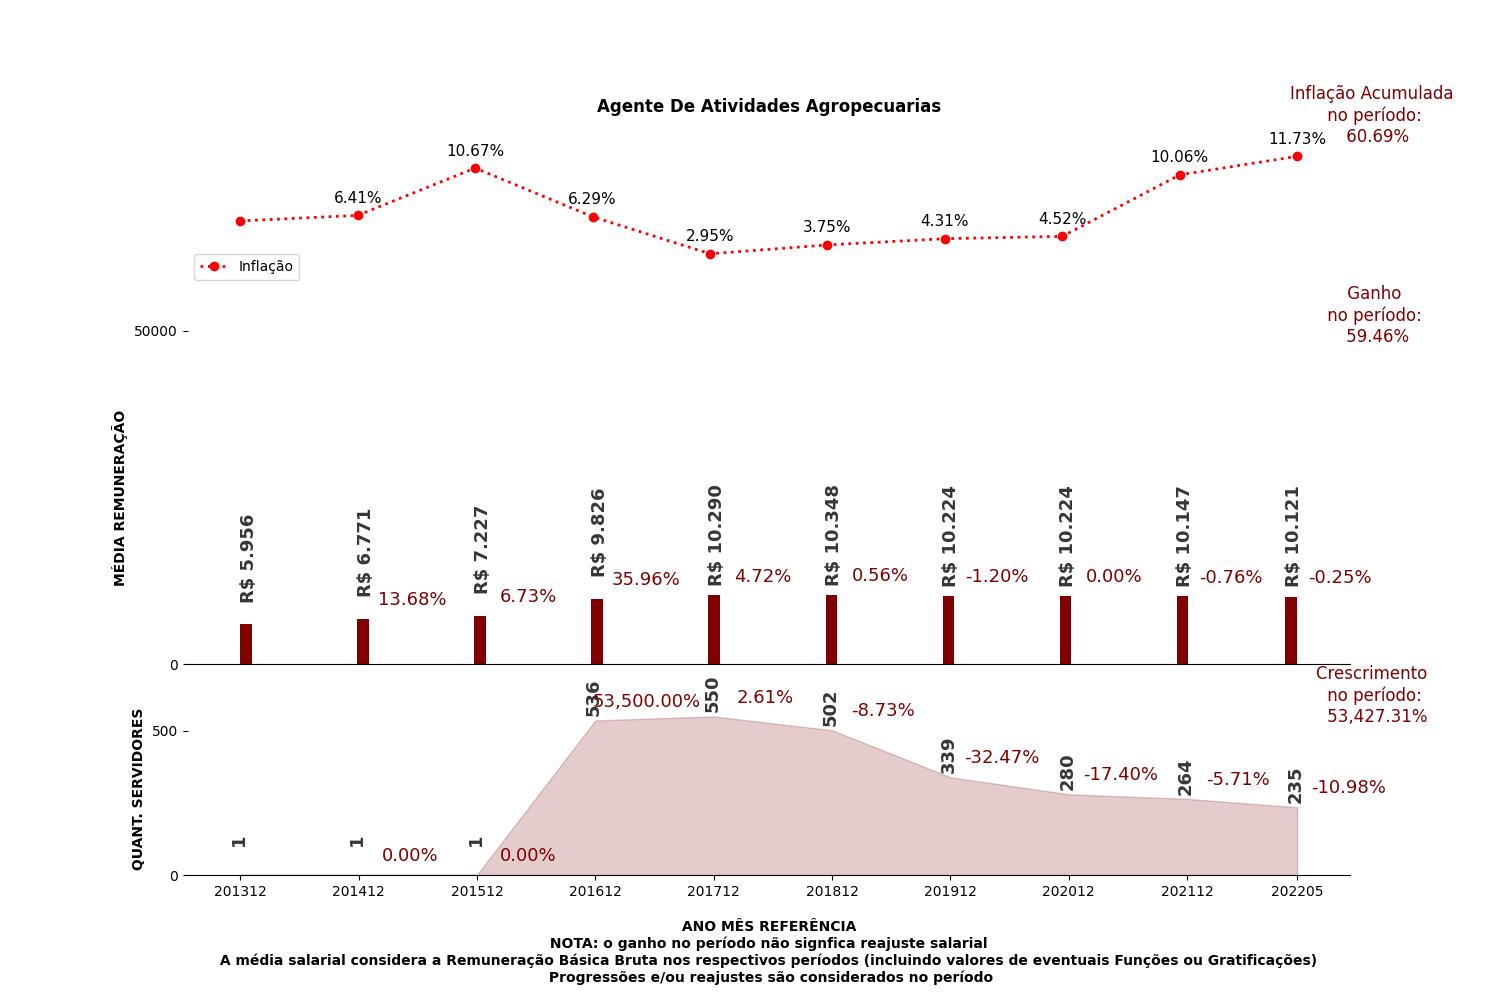 Agente De Atividades Agropecuarias
Inflação Acumulada
no período:
60.69%
6.41%
10.67%
6.29%
2.95%
3.75%
4.31%
4.52%
10.06%
11.73%
Inflação
Ganho
no período:
59.46%
50000
0
MÉDIA REMUNERAÇÃO
R$ 5.956
R$ 6.771
R$ 7.227
R$ 9.826
R$ 10.290
R$ 10.348
R$ 10.224
R$ 10.224
R$ 10.147
R$ 10.121
13.68%
6.73%
35.96%
4.72%
0.56%
-1.20%
0.00%
-0.76%
-0.25%
Crescimento
no período:
53,427.31%
500
0
QUANT. SERVIDORES
1
1
1
536
550
502
339
280
264
235
0.00%
0.00%
53,500.00%
2.61%
-8.73%
-32.47%
-17.40%
-5.71%
-10.98%
201312
201412
201512
201612
201712
201812
201912
202012
202112
202205
ANO MÊS REFERÊNCIA
NOTA: o ganho no período não signfica reajuste salarial
A média salarial considera a Remuneração Básica Bruta nos respectivos períodos (incluindo valores de eventuais Funções ou Gratificações)
Progressões e/ou reajustes são considerados no período